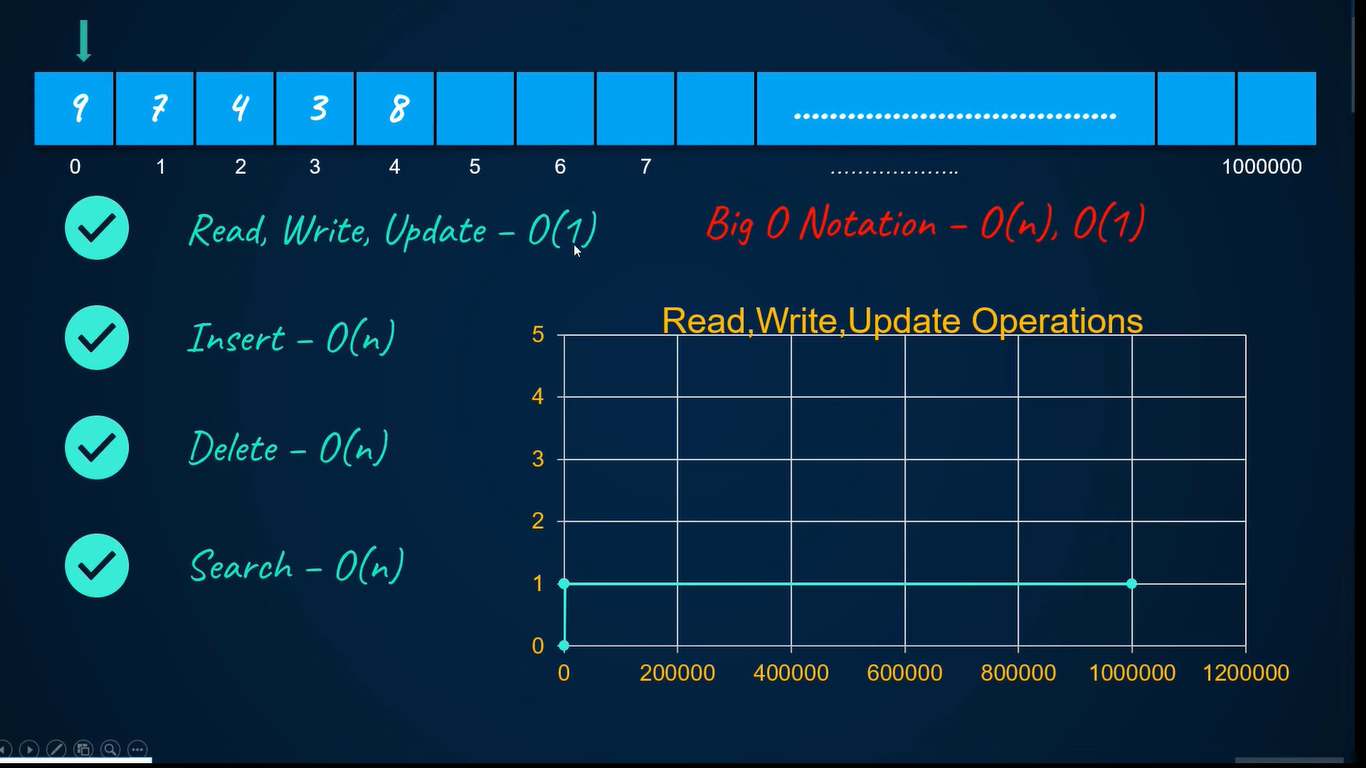 9 7 4 3 8 ....................................
0 1 2 3 4 5 6 7 ................... 1000000
Read, Write, Update – O(1)
Big O Notation – O(n), O(1)
Insert – O(n)
Delete – O(n)
Search – O(n)
Read,Write,Update Operations
5
4
3
2
1
0
0 200000 400000 600000 800000 1000000 1200000